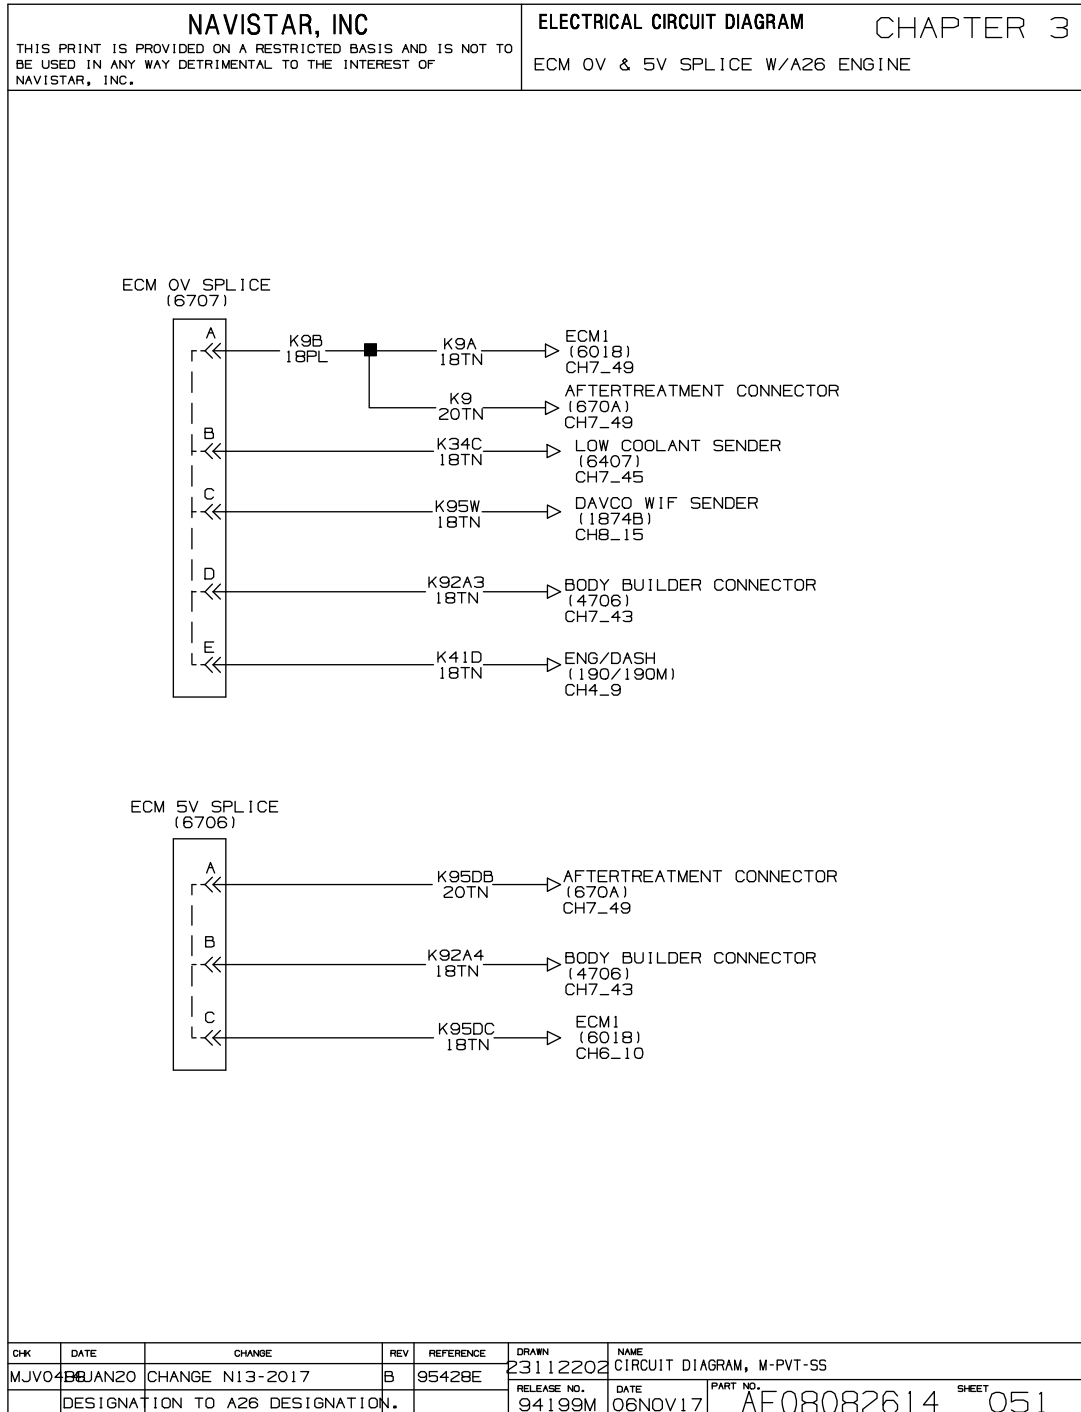 NAVISTAR, INC
THIS PRINT IS PROVIDED ON A RESTRICTED BASIS AND IS NOT TO
BE USED IN ANY WAY DETRIMENTAL TO THE INTEREST OF
NAVISTAR, INC.
ELECTRICAL CIRCUIT DIAGRAM
CHAPTER 3
ECM 0V & 5V SPLICE W/A26 ENGINE
ECM 0V SPLICE
(6707)
A
K9B
18PL
K9A
18TN
ECM1
(6018)
CH7_49
K9
20TN
AFTERTREATMENT CONNECTOR
(670A)
CH7_49
B
K34C
18TN
LOW COOLANT SENDER
(6407)
CH7_45
C
K95W
18TN
DAVCO WIF SENDER
(1874B)
CH8_15
D
K92A3
18TN
BODY BUILDER CONNECTOR
(4706)
CH7_43
E
K41D
18TN
ENG/DASH
(190/190M)
CH4_9
ECM 5V SPLICE
(6706)
A
K95DB
20TN
AFTERTREATMENT CONNECTOR
(670A)
CH7_49
B
K92A4
18TN
BODY BUILDER CONNECTOR
(4706)
CH7_43
C
K95DC
18TN
ECM1
(6018)
CH6_10
CHK DATE CHANGE REV REFERENCE
CHANGE N13-2017 B 95428E
DESIGNATION TO A26 DESIGNATION.
DRAWN
23112202
NAME
CIRCUIT DIAGRAM, M-PVT-SS
RELEASE NO.
94199M
DATE
06NOV17
PART NO.
AF08082614
SHEET
051